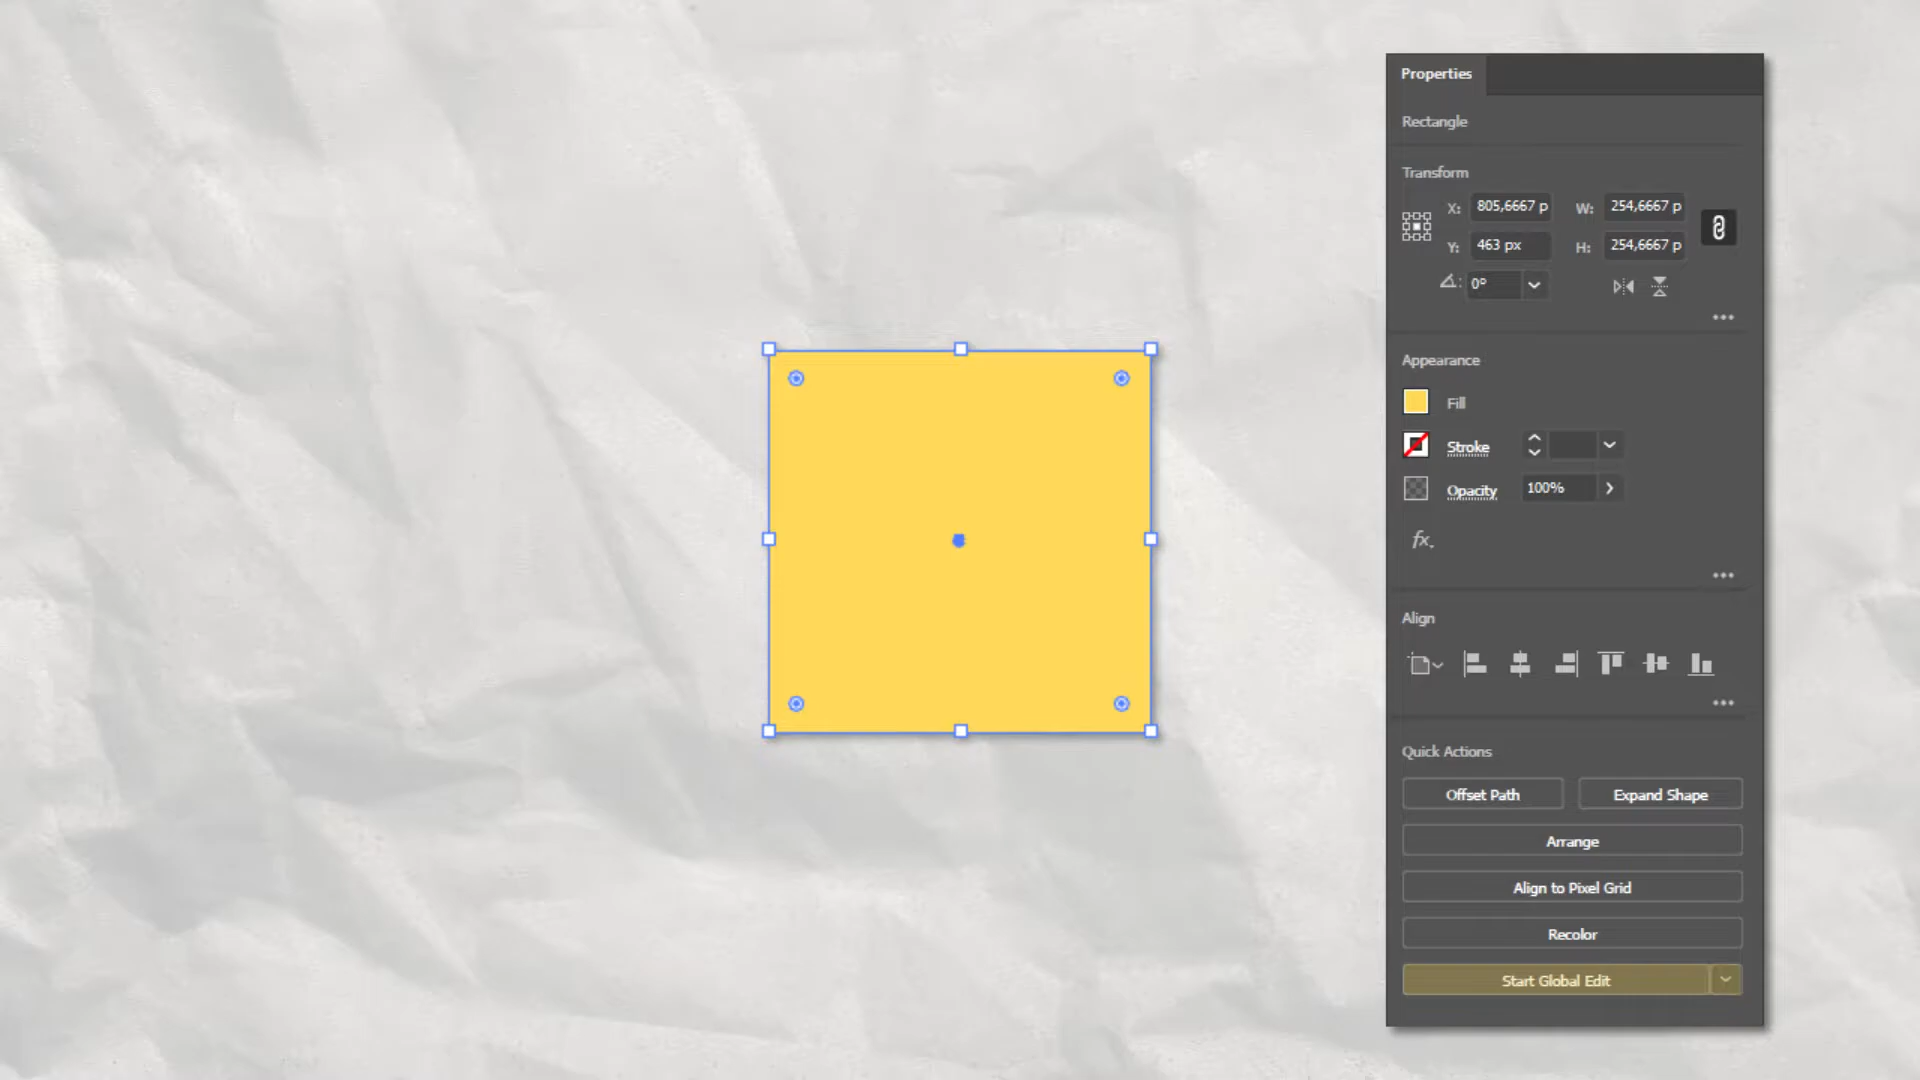 Properties
Rectangle
Transform
X: 805,6667 p W: 254,6667 p
Y: 463 px H: 254,6667 p
0°
Appearance
Fill
Stroke
Opacity 100%
fx
Align
Quick Actions
Offset Path Expand Shape
Arrange
Align to Pixel Grid
Recolor
Start Global Edit